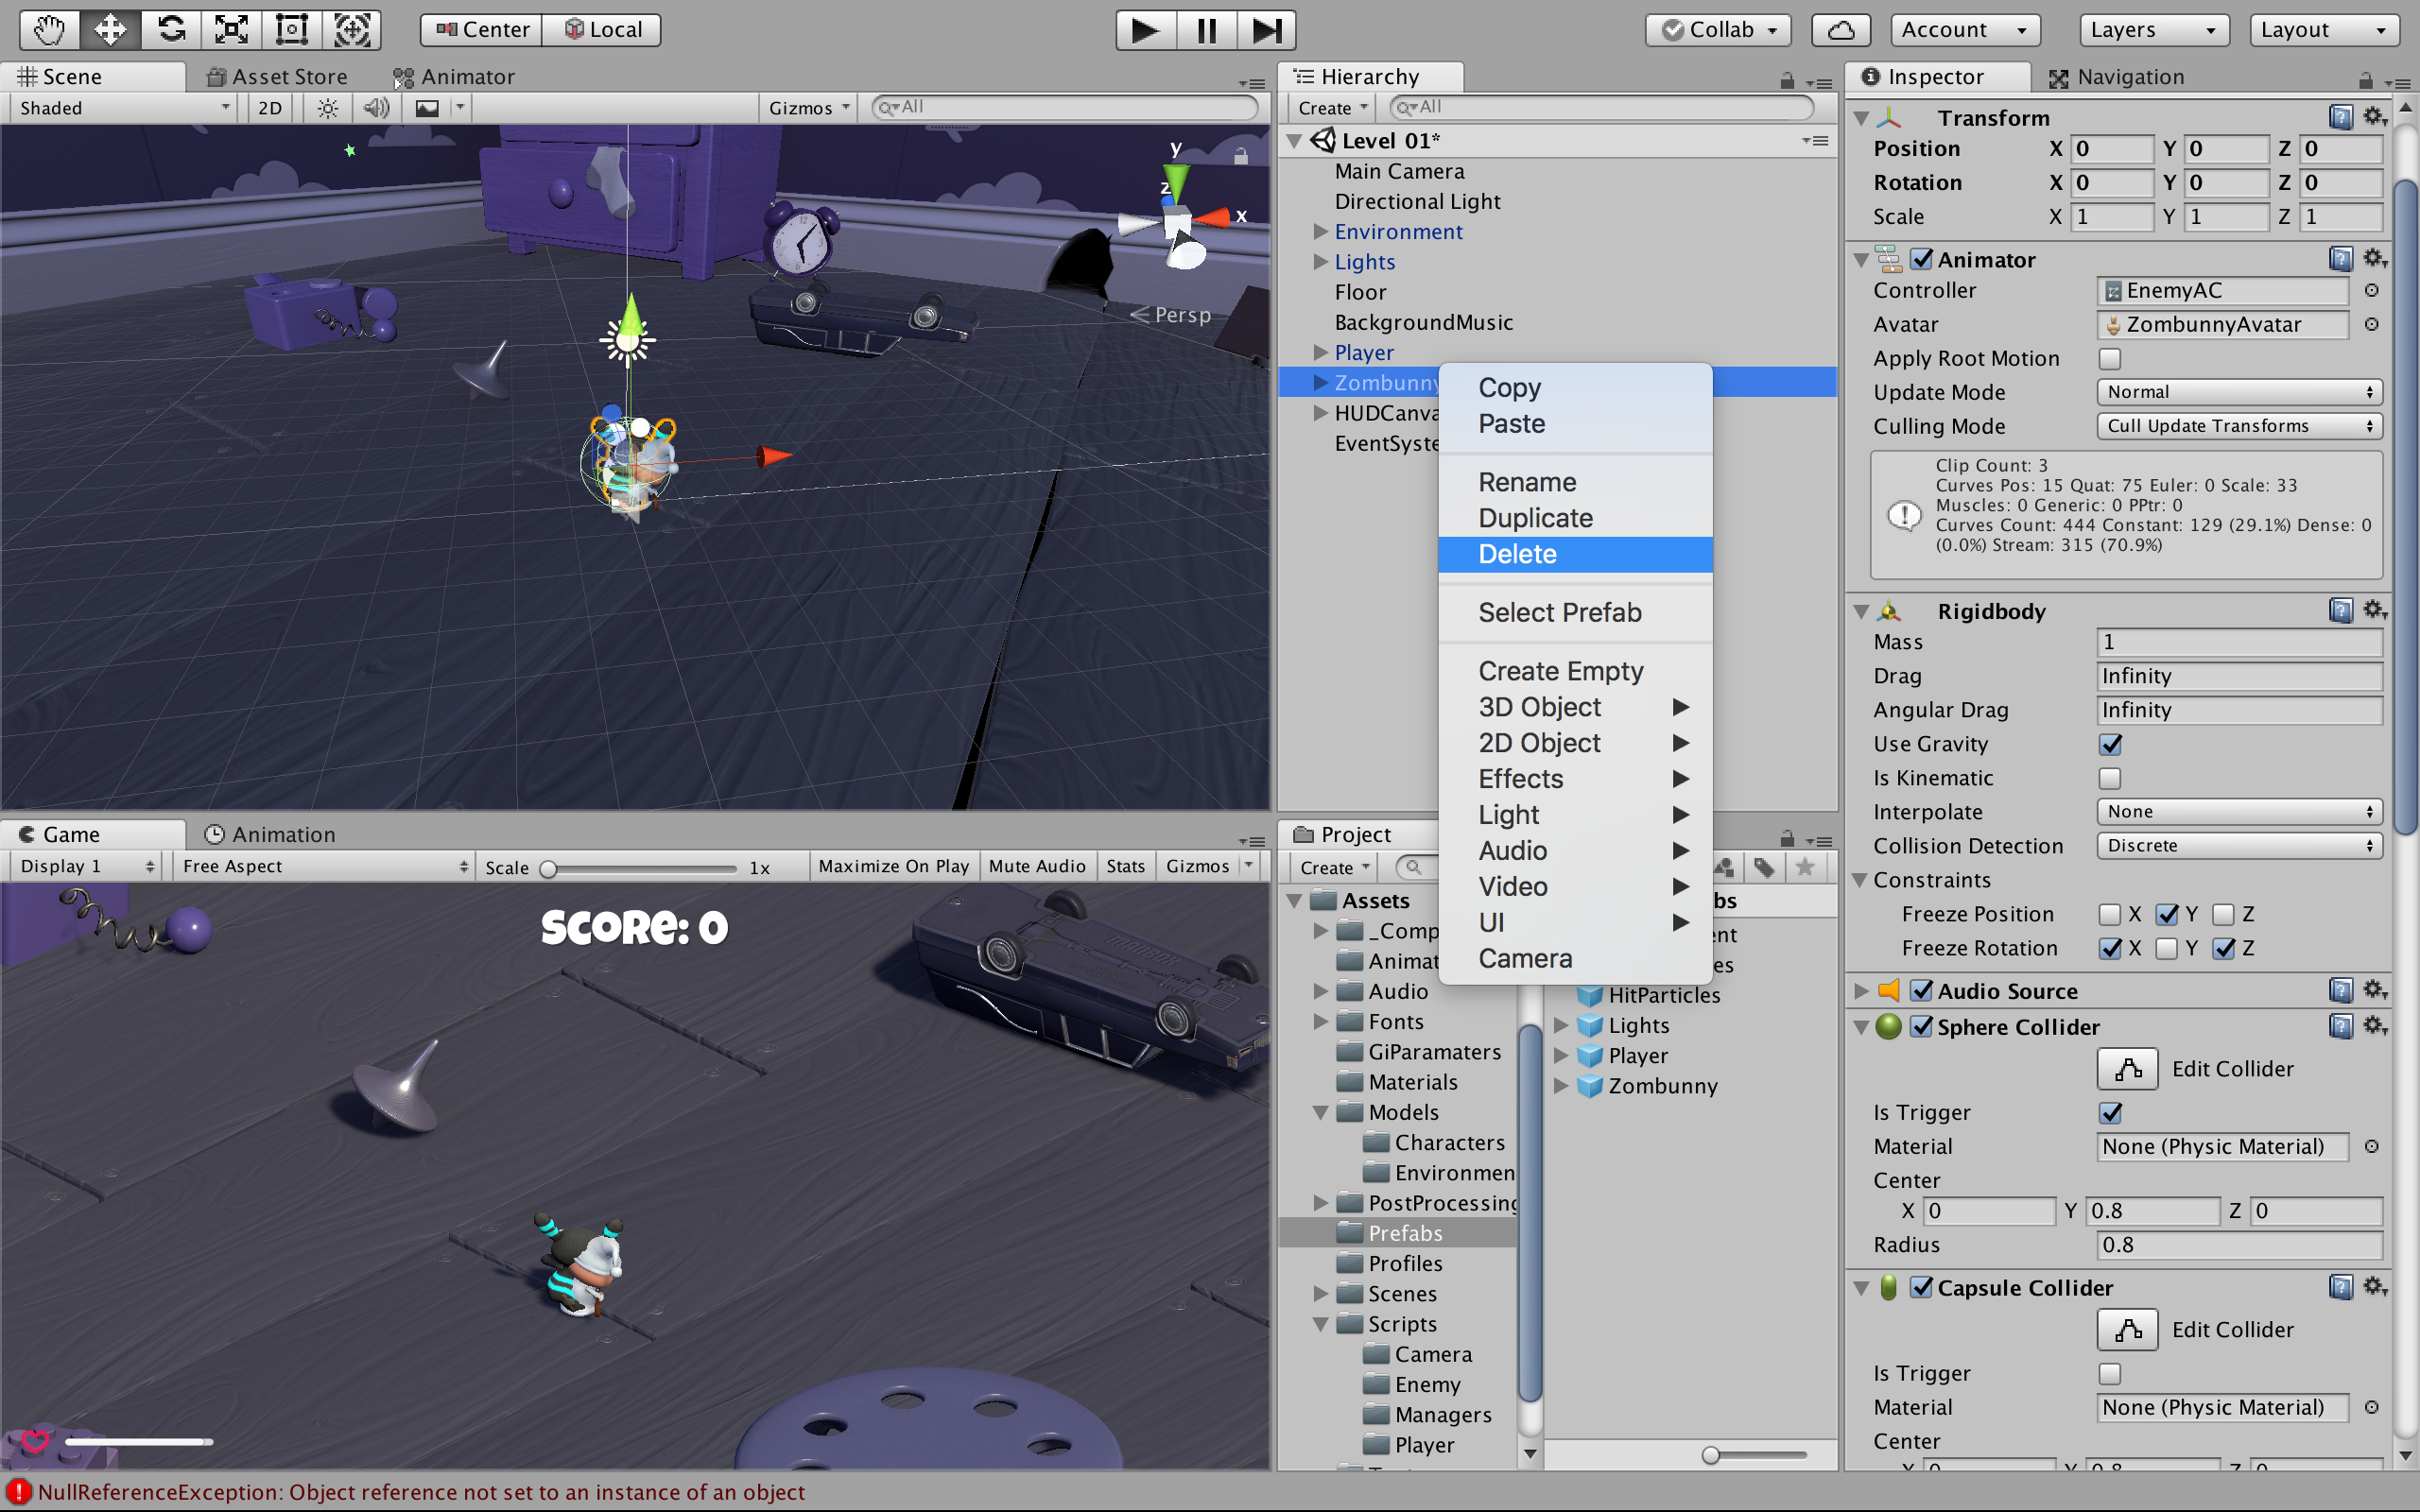 Center Local Collab Account Layers Layout
Scene Asset Store Animator
Shaded 2D Gizmos All
y
z
x
Persp
SCORE: 0
Game Animation
Display 1 Free Aspect Scale 1x Maximize On Play Mute Audio Stats Gizmos
Hierarchy
Create All
Level 01*
Main Camera
Directional Light
Environment
Lights
Floor
BackgroundMusic
Player
Zombunny
HUDCanva
EventSyste
Copy
Paste
Rename
Duplicate
Delete
Select Prefab
Create Empty
3D Object
2D Object
Effects
Light
Audio
Video
UI
Camera
Project
Create
Assets
_Comp
Animat
Audio
Fonts
GiParamaters
Materials
Models
Characters
Environmen
PostProcessing
Prefabs
Profiles
Scenes
Scripts
Camera
Enemy
Managers
Player
bs
nt
es
HitParticles
Lights
Player
Zombunny
Inspector Navigation
Transform
Position X 0 Y 0 Z 0
Rotation X 0 Y 0 Z 0
Scale X 1 Y 1 Z 1
Animator
Controller EnemyAC
Avatar ZombunnyAvatar
Apply Root Motion
Update Mode Normal
Culling Mode Cull Update Transforms
Clip Count: 3
Curves Pos: 15 Quat: 75 Euler: 0 Scale: 33
Muscles: 0 Generic: 0 PPtr: 0
Curves Count: 444 Constant: 129 (29.1%) Dense: 0
(0.0%) Stream: 315 (70.9%)
Rigidbody
Mass 1
Drag Infinity
Angular Drag Infinity
Use Gravity
Is Kinematic
Interpolate None
Collision Detection Discrete
Constraints
Freeze Position X Y Z
Freeze Rotation X Y Z
Audio Source
Sphere Collider
Edit Collider
Is Trigger
Material None (Physic Material)
Center
X 0 Y 0.8 Z 0
Radius 0.8
Capsule Collider
Edit Collider
Is Trigger
Material None (Physic Material)
Center
X 0 Y 0.8 Z 0
NullReferenceException: Object reference not set to an instance of an object